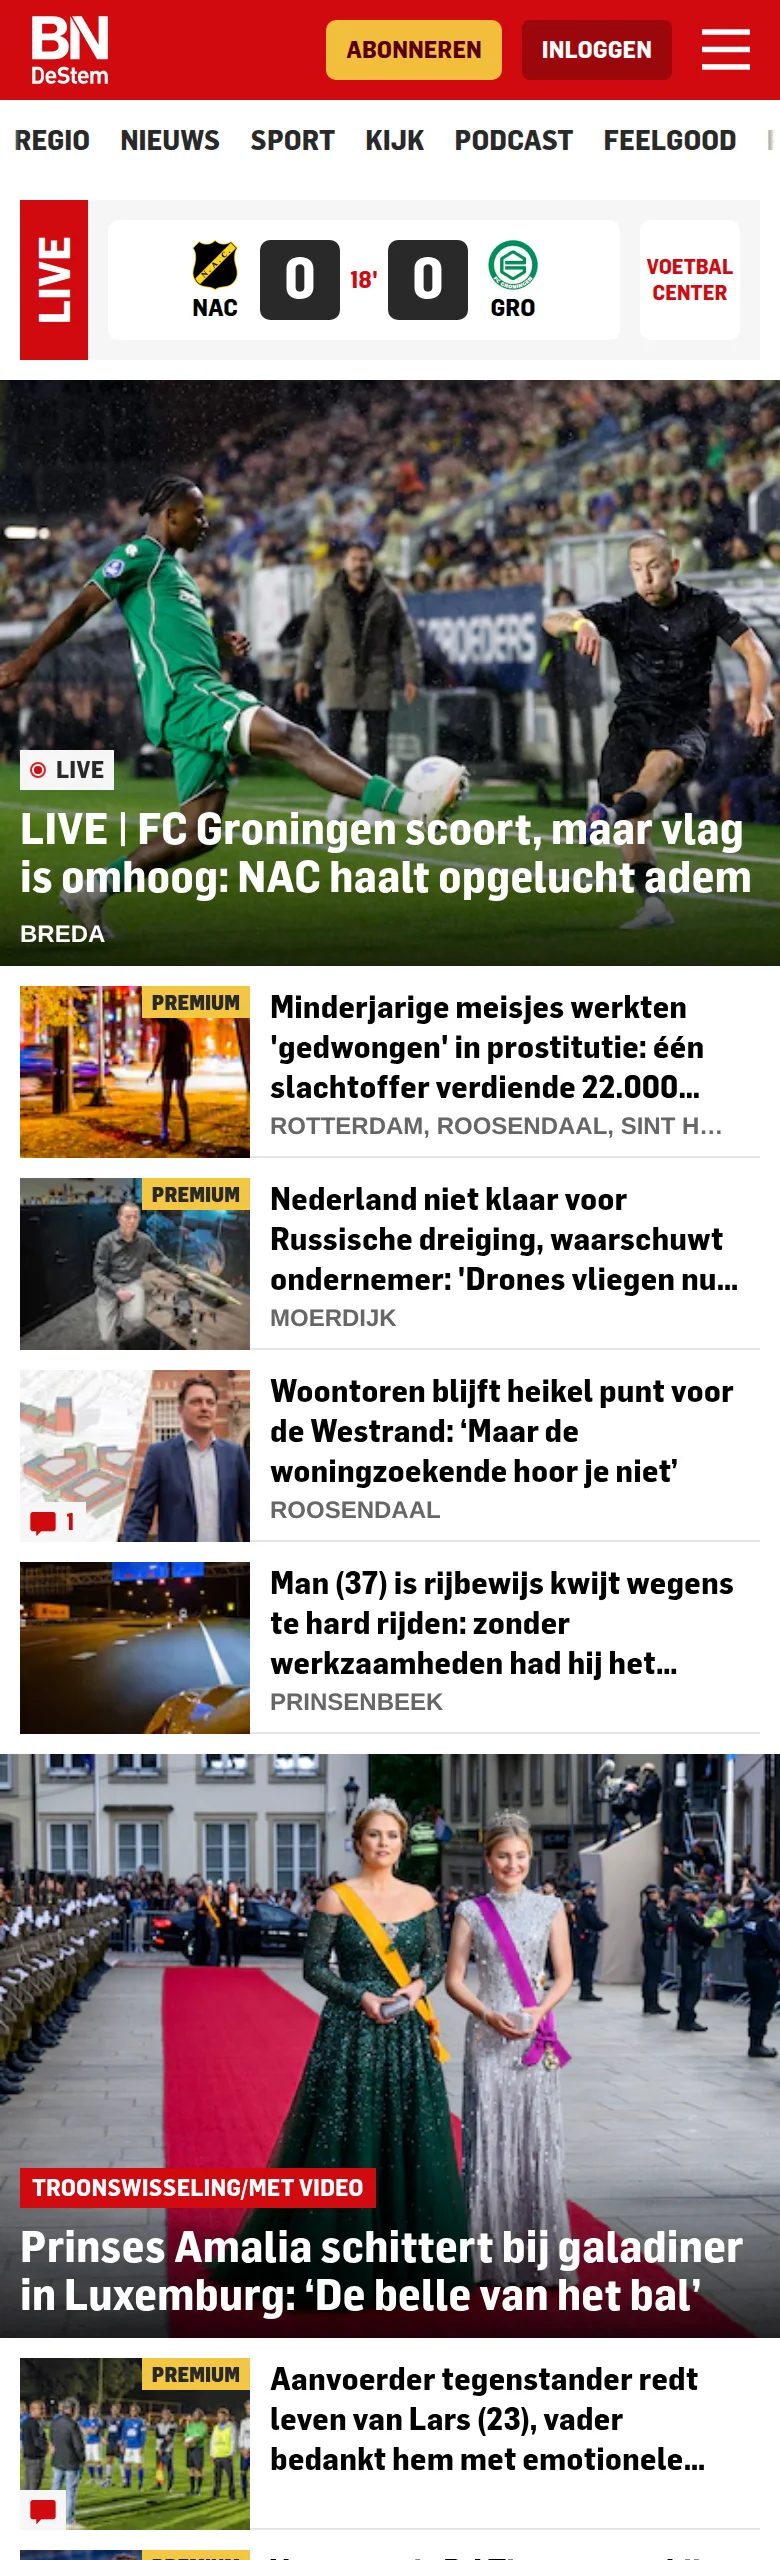 BN
DeStem
ABONNEREN
INLOGGEN
REGIO NIEUWS SPORT KIJK PODCAST FEELGOOD
LIVE
NAC
0
18'
0
GRO
VOETBAL
CENTER
LIVE
LIVE | FC Groningen scoort, maar vlag
is omhoog: NAC haalt opgelucht adem
BREDA
PREMIUM
Minderjarige meisjes werkten
'gedwongen' in prostitutie: één
slachtoffer verdiende 22.000...
ROTTERDAM, ROOSENDAAL, SINT H...
PREMIUM
Nederland niet klaar voor
Russische dreiging, waarschuwt
ondernemer: 'Drones vliegen nu...
MOERDIJK
Woontoren blijft heikel punt voor
de Westrand: ‘Maar de
woningzoekende hoor je niet’
ROOSENDAAL
1
Man (37) is rijbewijs kwijt wegens
te hard rijden: zonder
werkzaamheden had hij het...
PRINSENBEEK
TROONSWISSELING/MET VIDEO
Prinses Amalia schittert bij galadiner
in Luxemburg: ‘De belle van het bal’
PREMIUM
Aanvoerder tegenstander redt
leven van Lars (23), vader
bedankt hem met emotionele...